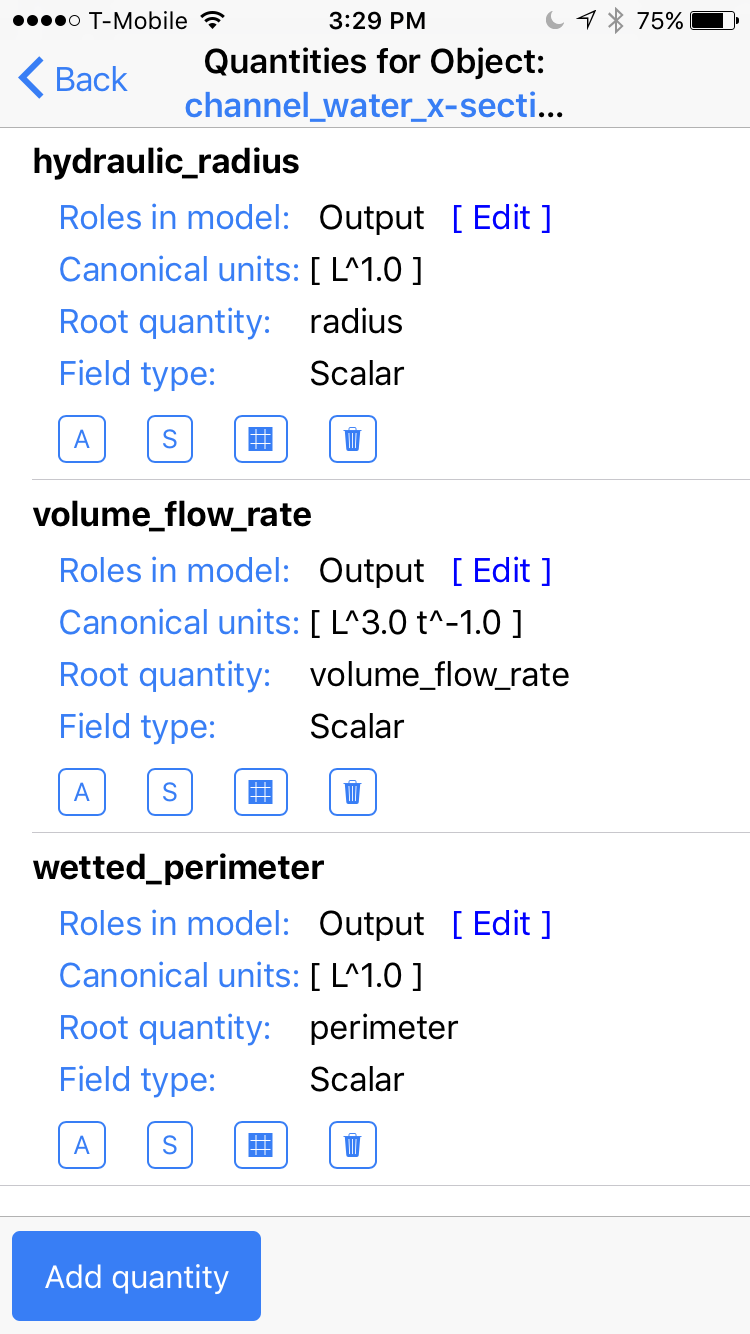 T-Mobile 3:29 PM 75%
Back
Quantities for Object:
channel_water_x-secti...
hydraulic_radius
Roles in model: Output [ Edit ]
Canonical units: [ L^1.0 ]
Root quantity: radius
Field type: Scalar
A S
volume_flow_rate
Roles in model: Output [ Edit ]
Canonical units: [ L^3.0 t^-1.0 ]
Root quantity: volume_flow_rate
Field type: Scalar
A S
wetted_perimeter
Roles in model: Output [ Edit ]
Canonical units: [ L^1.0 ]
Root quantity: perimeter
Field type: Scalar
A S
Add quantity